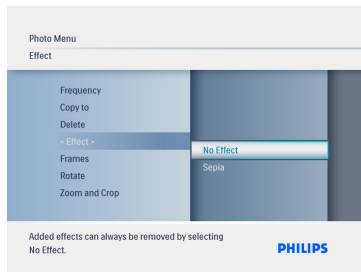 Photo Menu
Effect
Frequency
Copy to
Delete
< Effect >
Frames
Rotate
Zoom and Crop
No Effect
Sepia
Added effects can always be removed by selecting
No Effect.
PHILIPS